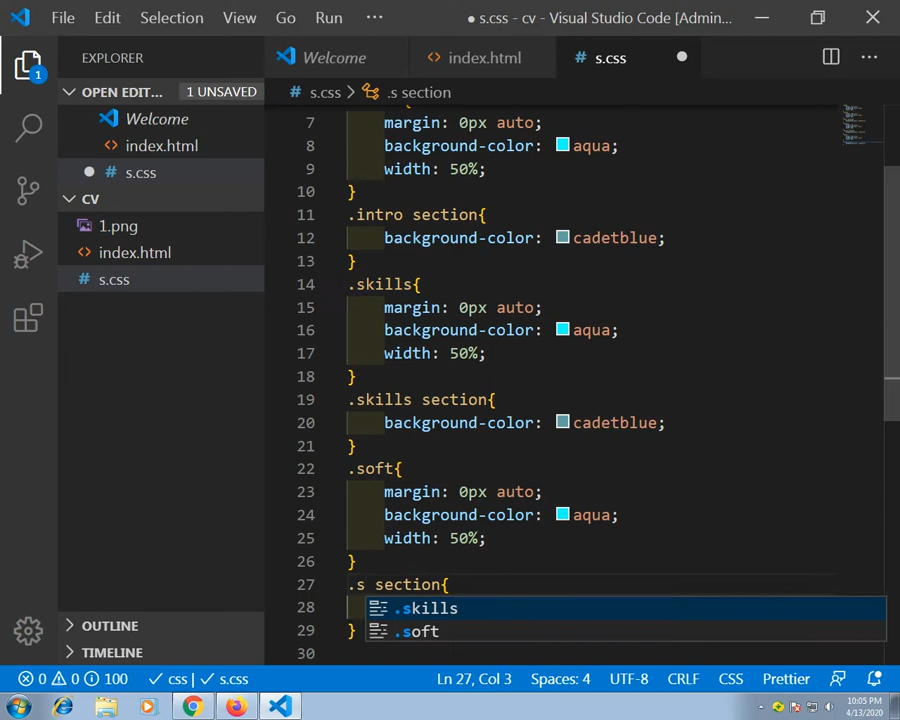 File Edit Selection View Go Run ··· ● s.css - cv - Visual Studio Code [Admin...
EXPLORER
Welcome
index.html
s.css
OPEN EDIT... 1 UNSAVED
Welcome
index.html
s.css
CV
1.png
index.html
s.css
OUTLINE
TIMELINE
1
s.css > .s section
7 margin: 0px auto;
8 background-color: aqua;
9 width: 50%;
10 }
11 .intro section{
12 background-color: cadetblue;
13 }
14 .skills{
15 margin: 0px auto;
16 background-color: aqua;
17 width: 50%;
18 }
19 .skills section{
20 background-color: cadetblue;
21 }
22 .soft{
23 margin: 0px auto;
24 background-color: aqua;
25 width: 50%;
26 }
27 .s section{
28
29 }
30
.skills
.soft
0 0 100 css s.css Ln 27, Col 3 Spaces: 4 UTF-8 CRLF CSS Prettier
10:05 PM
4/13/2020